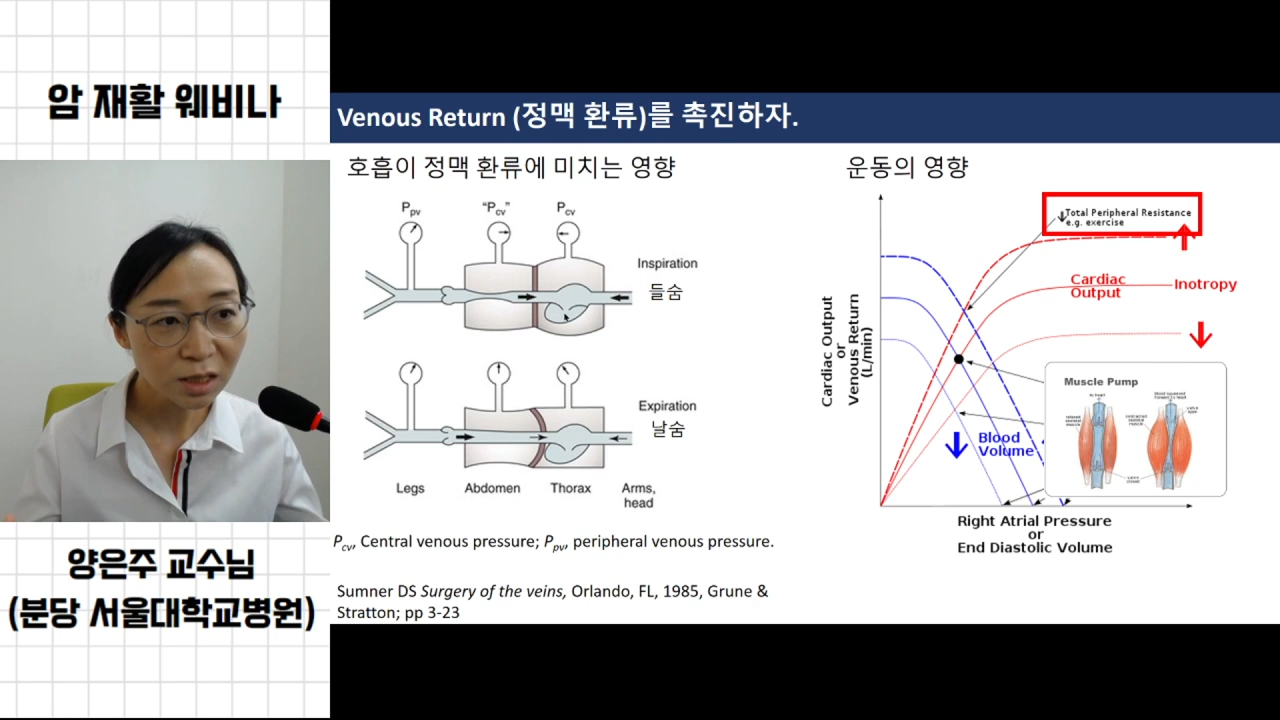 암 재활 웨비나
양은주 교수님
(분당 서울대학교병원)
Venous Return (정맥 환류)를 촉진하자.
호흡이 정맥 환류에 미치는 영향
Ppv
“Pcv”
Pcv
Inspiration
들숨
Expiration
날숨
Legs
Abdomen
Thorax
Arms,
head
Pcv, Central venous pressure; Ppv, peripheral venous pressure.
Sumner DS Surgery of the veins, Orlando, FL, 1985, Grune &
Stratton; pp 3-23
운동의 영향
↓Total Peripheral Resistance
e.g. exercise
Cardiac
Output
Inotropy
Cardiac Output
or
Venous Return
(L/min)
Blood
Volume
Muscle Pump
Right Atrial Pressure
or
End Diastolic Volume